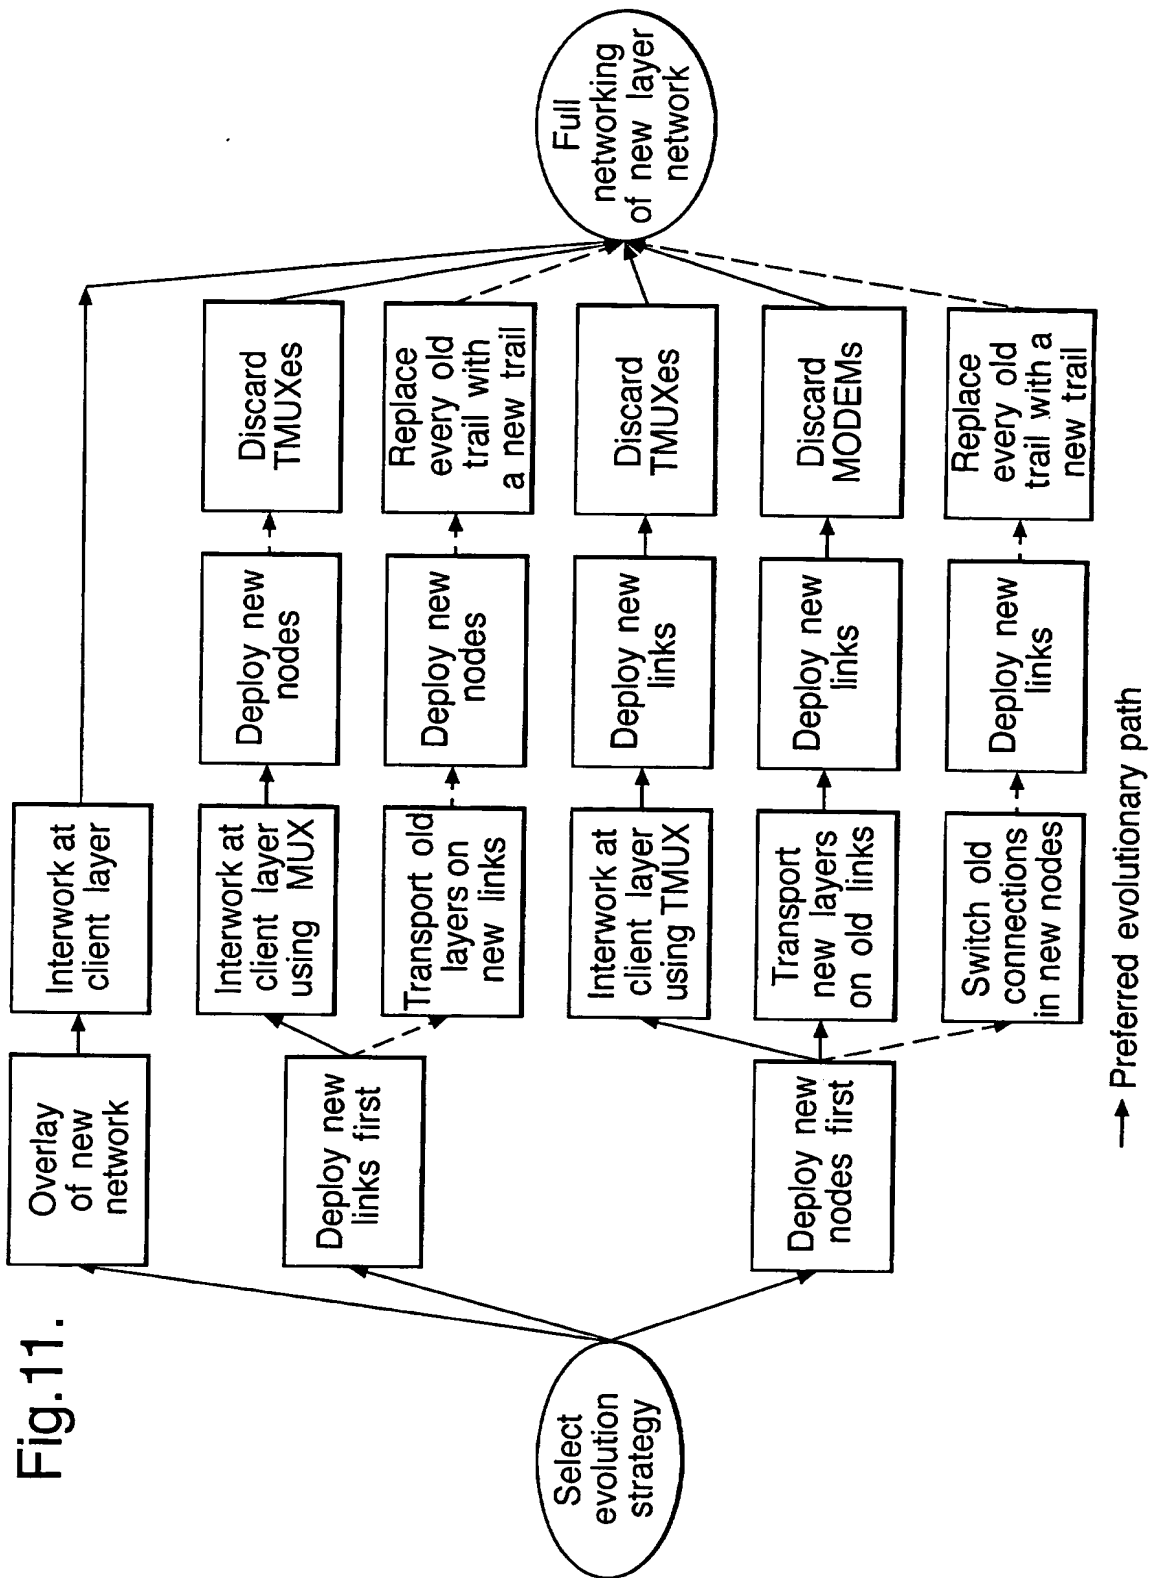 Fig.11.
Select
evolution
strategy
Overlay
of new
network
Interwork at
client layer
Deploy new
links first
Interwork at
client layer
using MUX
Deploy new
nodes
Discard
TMUXes
Transport old
layers on
new links
Deploy new
nodes
Replace
every old
trail with
a new trail
Deploy new
nodes first
Interwork at
client layer
using TMUX
Deploy new
links
Discard
TMUXes
Transport
new layers
on old links
Deploy new
links
Discard
MODEMs
Switch old
connections
in new nodes
Deploy new
links
Replace
every old
trail with a
new trail
Full
networking
of new layer
network
Preferred evolutionary path